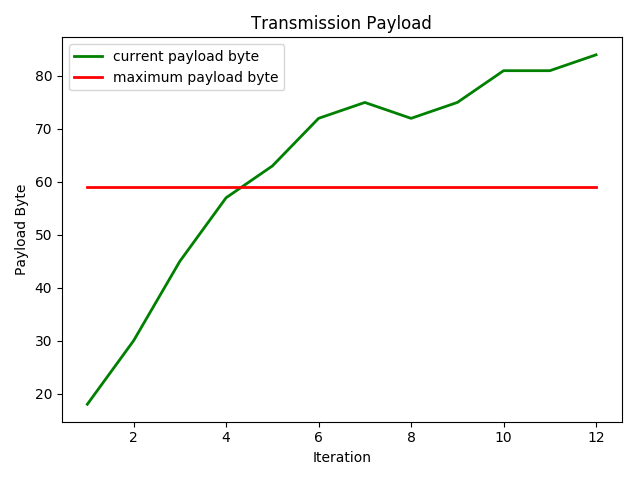 Transmission Payload
current payload byte
maximum payload byte
Payload Byte
80
70
60
50
40
30
20
2 4 6 8 10 12
Iteration